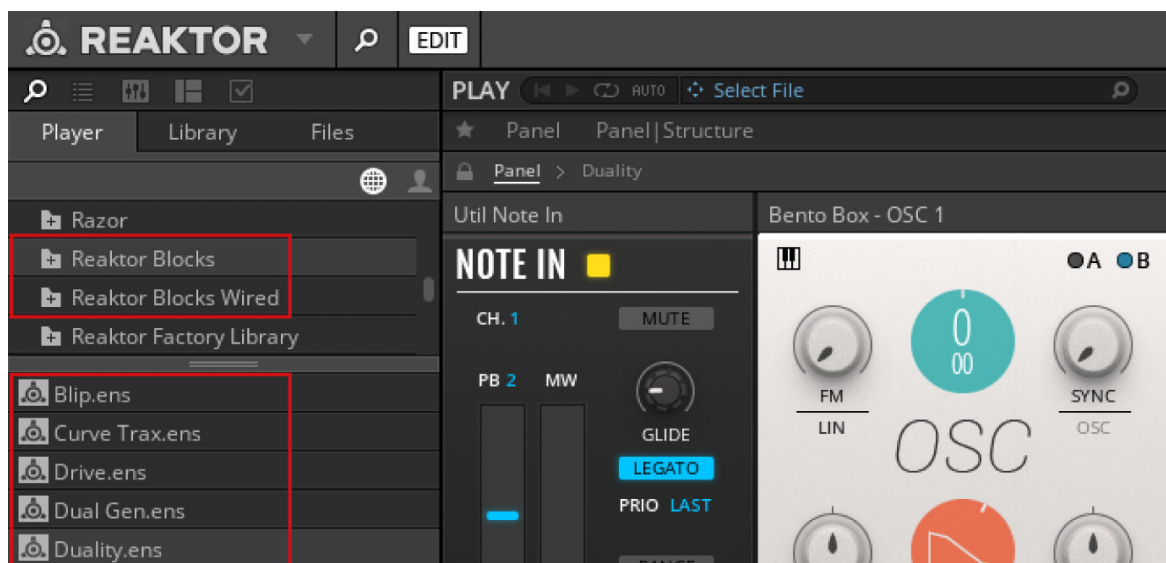 REAKTOR EDIT
PLAY AUTO Select File
Player Library Files
Panel Panel|Structure
Panel > Duality
Razor
Reaktor Blocks
Reaktor Blocks Wired
Reaktor Factory Library
Blip.ens
Curve Trax.ens
Drive.ens
Dual Gen.ens
Duality.ens
Util Note In
NOTE IN
CH. 1 MUTE
PB 2 MW
GLIDE
LEGATO
PRIO LAST
RANGE
Bento Box - OSC 1
A B
0
00
FM SYNC
LIN OSC
OSC